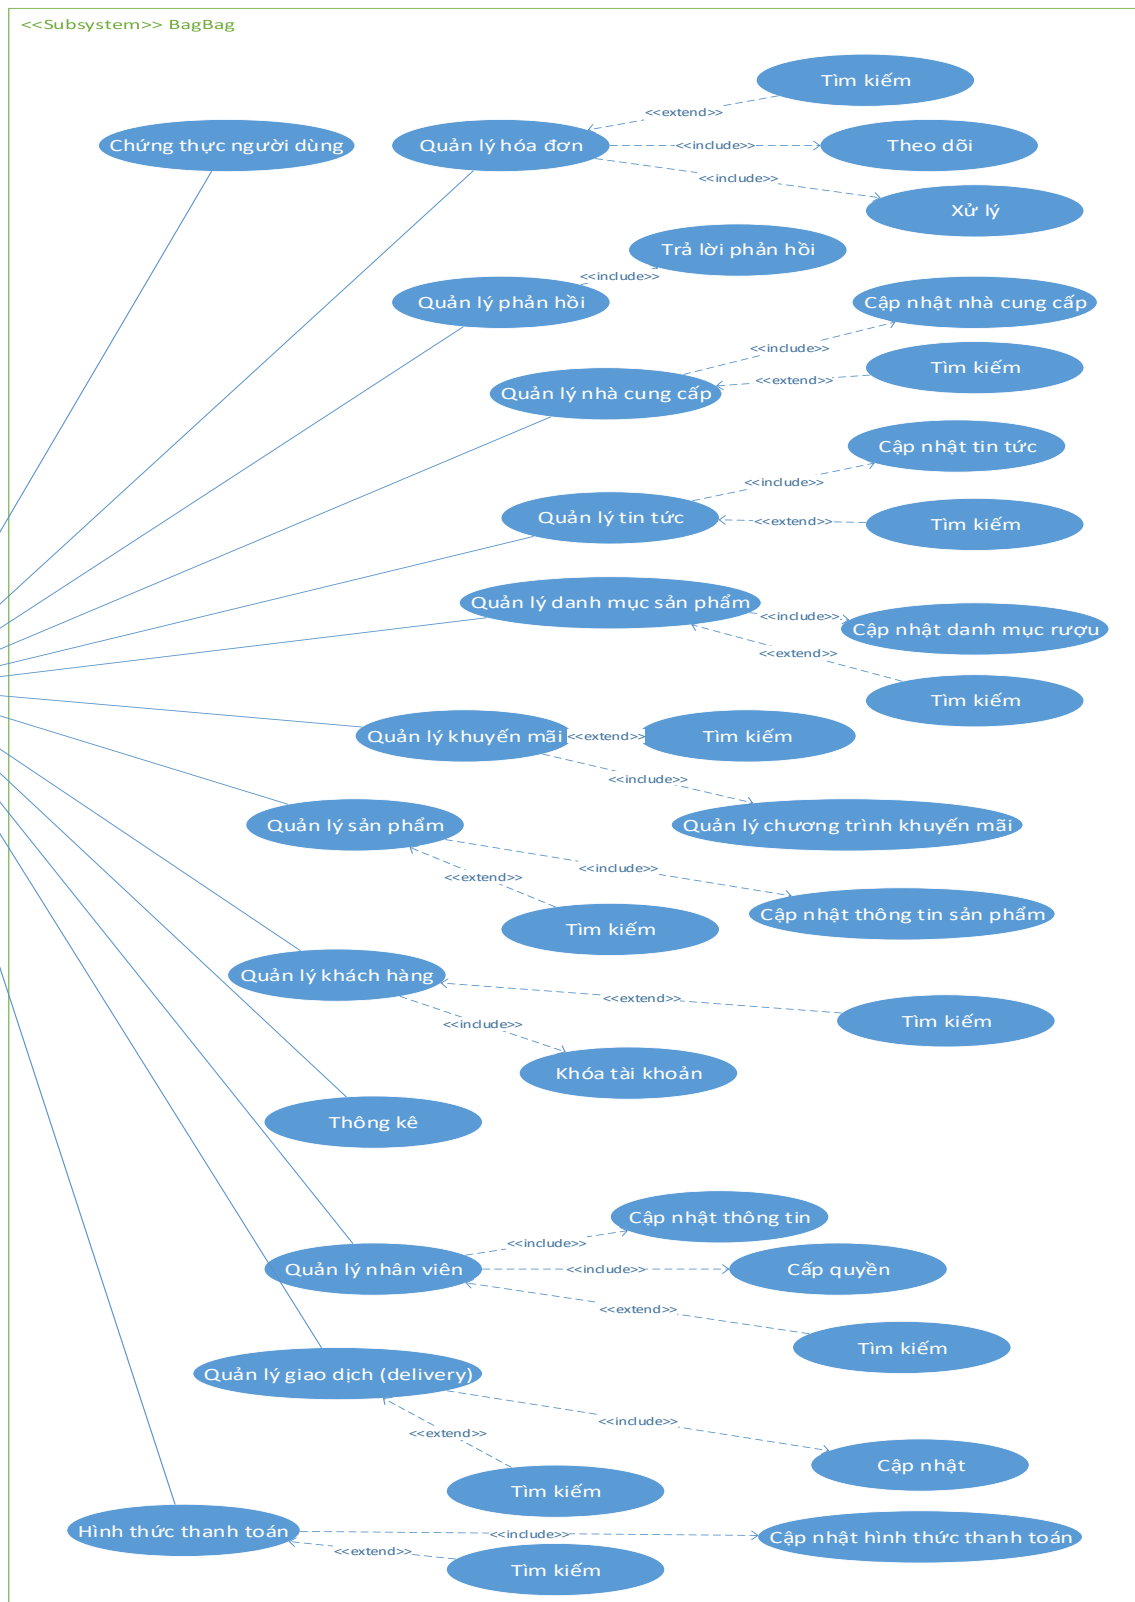 <<Subsystem>> BagBag
Tìm kiếm
<<extend>>
Chứng thực người dùng
Quản lý hóa đơn
<<include>>
Theo dõi
<<include>>
Xử lý
Trả lời phản hồi
<<include>>
Quản lý phản hồi
Cập nhật nhà cung cấp
<<include>>
Tìm kiếm
<<extend>>
Quản lý nhà cung cấp
Cập nhật tin tức
<<include>>
Quản lý tin tức
<<extend>>
Tìm kiếm
Quản lý danh mục sản phẩm
<<include>>
Cập nhật danh mục rượu
<<extend>>
Tìm kiếm
Quản lý khuyến mãi
<<extend>>
Tìm kiếm
<<include>>
Quản lý chương trình khuyến mãi
Quản lý sản phẩm
<<include>>
<<extend>>
Cập nhật thông tin sản phẩm
Tìm kiếm
Quản lý khách hàng
<<extend>>
Tìm kiếm
<<include>>
Khóa tài khoản
Thông kê
Cập nhật thông tin
<<include>>
Quản lý nhân viên
<<include>>
Cấp quyền
<<extend>>
Tìm kiếm
Quản lý giao dịch (delivery)
<<include>>
<<extend>>
Cập nhật
Tìm kiếm
Hình thức thanh toán
<<include>>
Cập nhật hình thức thanh toán
<<extend>>
Tìm kiếm